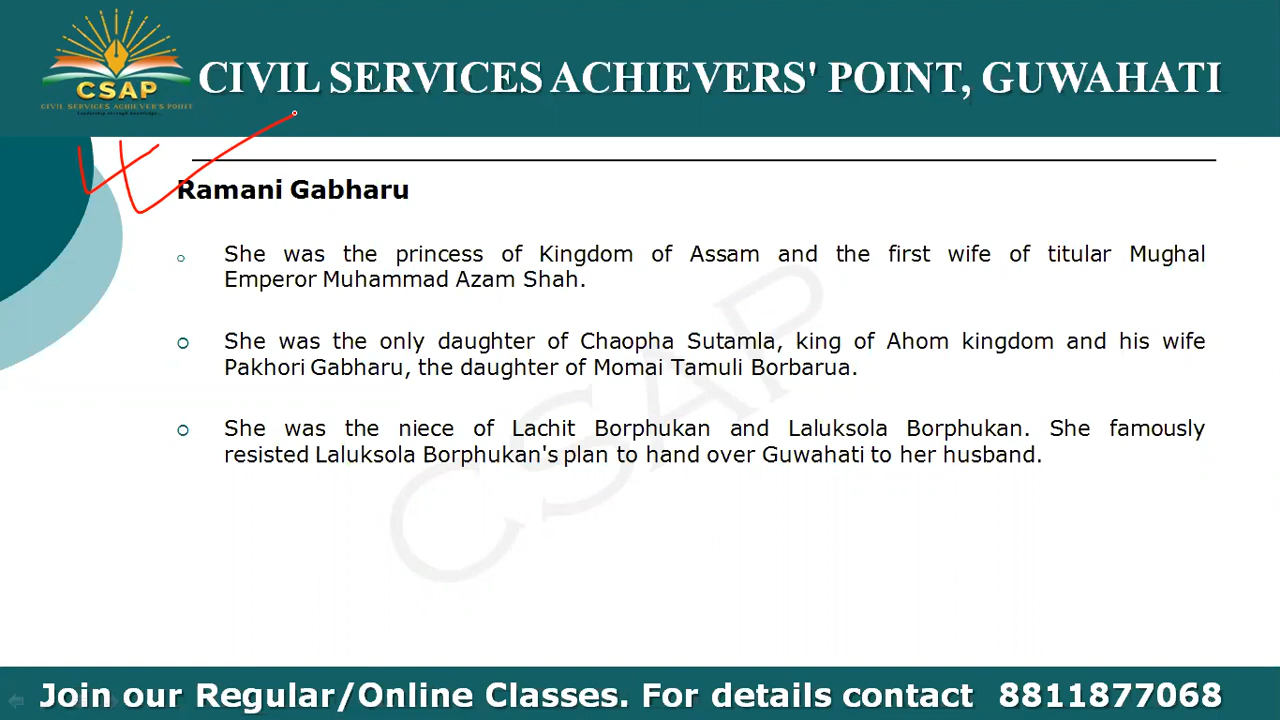 CSAP
CIVIL SERVICES ACHIEVER'S POINT
CIVIL SERVICES ACHIEVERS' POINT, GUWAHATI
Ramani Gabharu
She was the princess of Kingdom of Assam and the first wife of titular Mughal
Emperor Muhammad Azam Shah.
She was the only daughter of Chaopha Sutamla, king of Ahom kingdom and his wife
Pakhori Gabharu, the daughter of Momai Tamuli Borbarua.
She was the niece of Lachit Borphukan and Laluksola Borphukan. She famously
resisted Laluksola Borphukan's plan to hand over Guwahati to her husband.
CSAP
Join our Regular/Online Classes. For details contact 8811877068